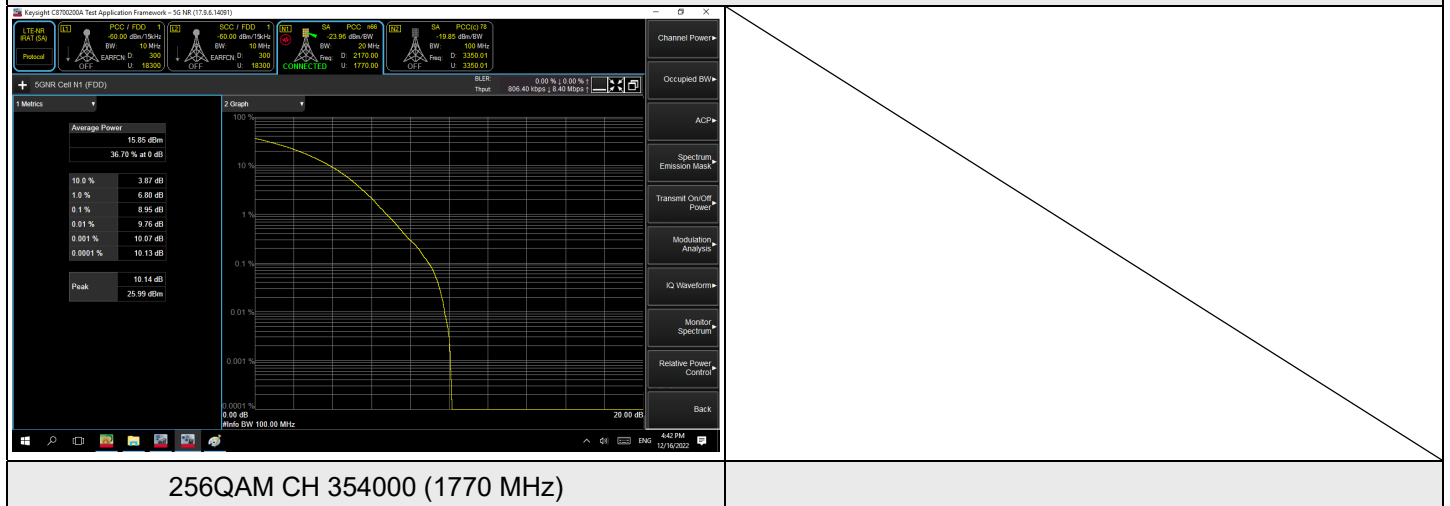 Keysight C8700200A Test Application Framework – 5G NR (17.9.6.14091)
LTE-NR IRAT (SA)
Protocol
L1 PCC / FDD 1
-60.00 dBm/15kHz
BW: 10 MHz
EARFCN: D: 300
OFF U: 18300
L2 SCC / FDD 1
-60.00 dBm/15kHz
BW: 10 MHz
EARFCN: D: 300
OFF U: 18300
N1 SA PCC n66
-23.96 dBm/BW
BW: 20 MHz
Freq: D: 2170.00
CONNECTED U: 1770.00
N2 SA PCC(c) 78
-19.85 dBm/BW
BW: 100 MHz
Freq: D: 3350.01
OFF U: 3350.01
+ 5GNR Cell N1 (FDD)
BLER: 0.00 % ↓ 0.00 % ↑
Thput: 806.40 kbps ↓ 8.40 Mbps ↑
1 Metrics
Average Power
15.85 dBm
36.70 % at 0 dB
10.0 % 3.87 dB
1.0 % 6.80 dB
0.1 % 8.95 dB
0.01 % 9.76 dB
0.001 % 10.07 dB
0.0001 % 10.13 dB
Peak
10.14 dB
25.99 dBm
2 Graph
100 %
10 %
1 %
0.1 %
0.01 %
0.001 %
0.0001 %
0.00 dB 20.00 dB
#Info BW 100.00 MHz
Channel Power
Occupied BW
ACP
Spectrum
Emission Mask
Transmit On/Off
Power
Modulation
Analysis
IQ Waveform
Monitor
Spectrum
Relative Power
Control
Back
ENG
4:42 PM
12/16/2022
256QAM CH 354000 (1770 MHz)